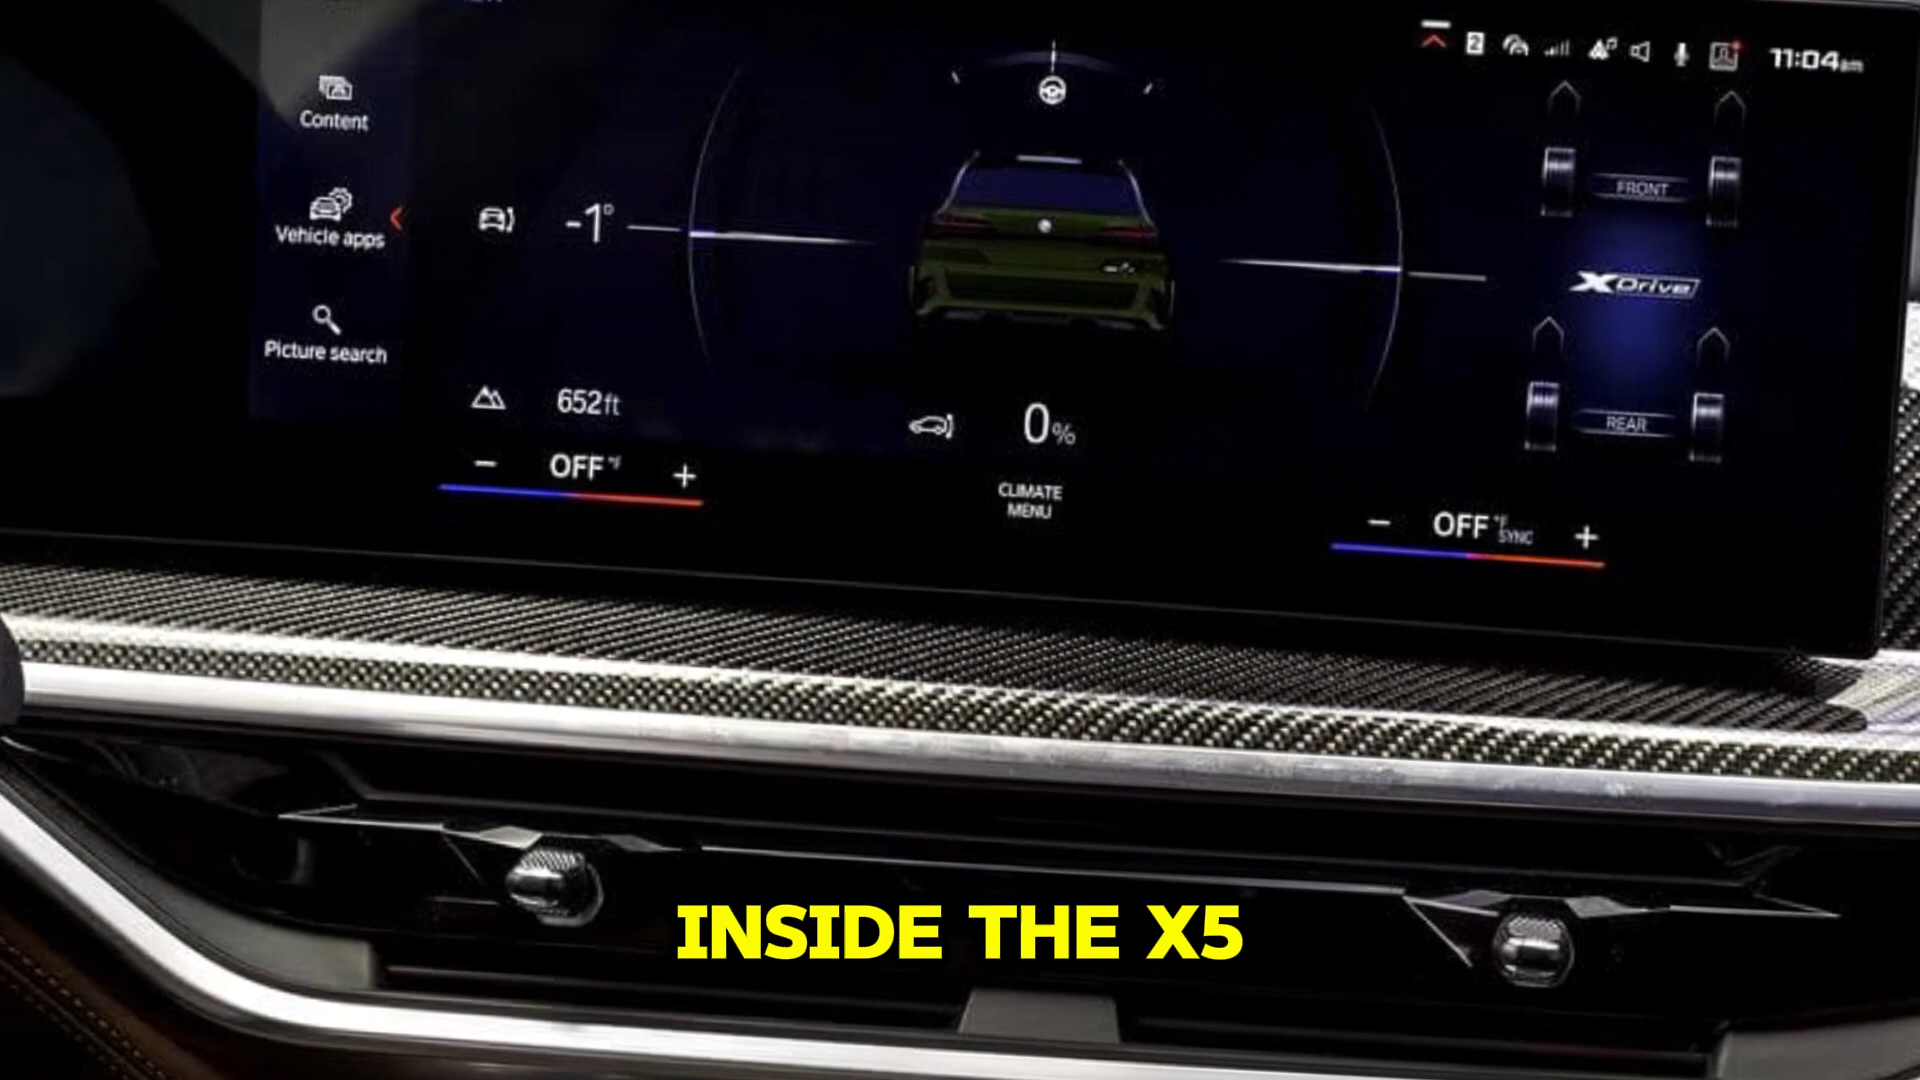 11:04am
Content
Vehicle apps
Picture search
-1°
FRONT
xDrive
REAR
652ft
0%
- OFF °F +
CLIMATE
MENU
- OFF °F SYNC +
INSIDE THE X5